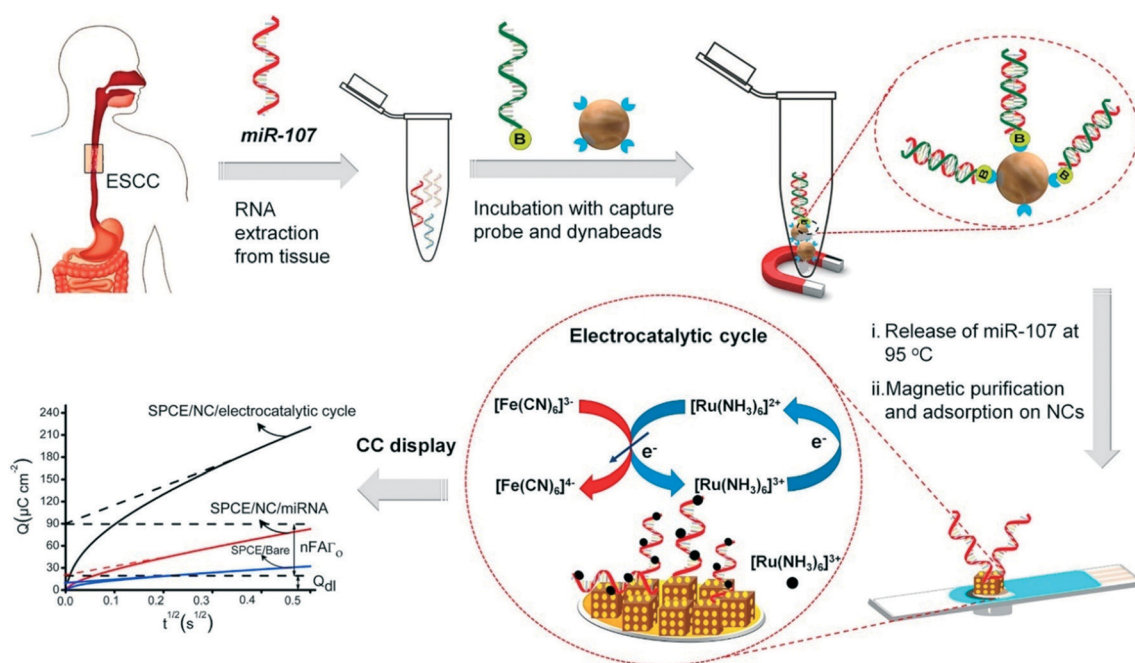 ESCC
miR-107
RNA
extraction
from tissue
B
Incubation with capture
probe and dynabeads
B
B
B
i. Release of miR-107 at
95 °C
ii.Magnetic purification
and adsorption on NCs
Electrocatalytic cycle
[Fe(CN)6]3-
[Ru(NH3)6]2+
e-
e-
[Fe(CN)6]4-
[Ru(NH3)6]3+
[Ru(NH3)6]3+
CC display
SPCE/NC/electrocatalytic cycle
SPCE/NC/miRNA
SPCE/Bare
nFAΓo
Qdl
Q(µC cm-2)
240
210
180
150
120
90
60
30
0
0.0 0.1 0.2 0.3 0.4 0.5
t1/2(s1/2)